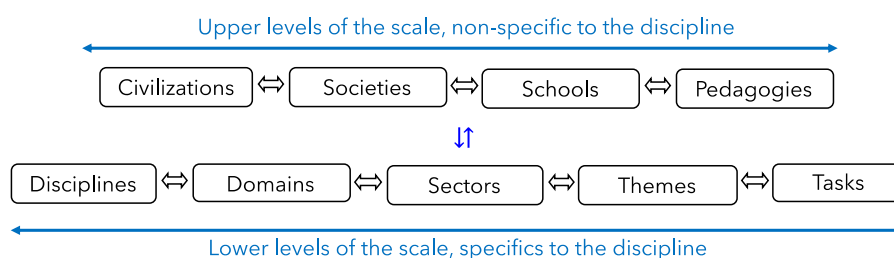 Upper levels of the scale, non-specific to the discipline
Civilizations Societies Schools Pedagogies
Disciplines Domains Sectors Themes Tasks
Lower levels of the scale, specifics to the discipline